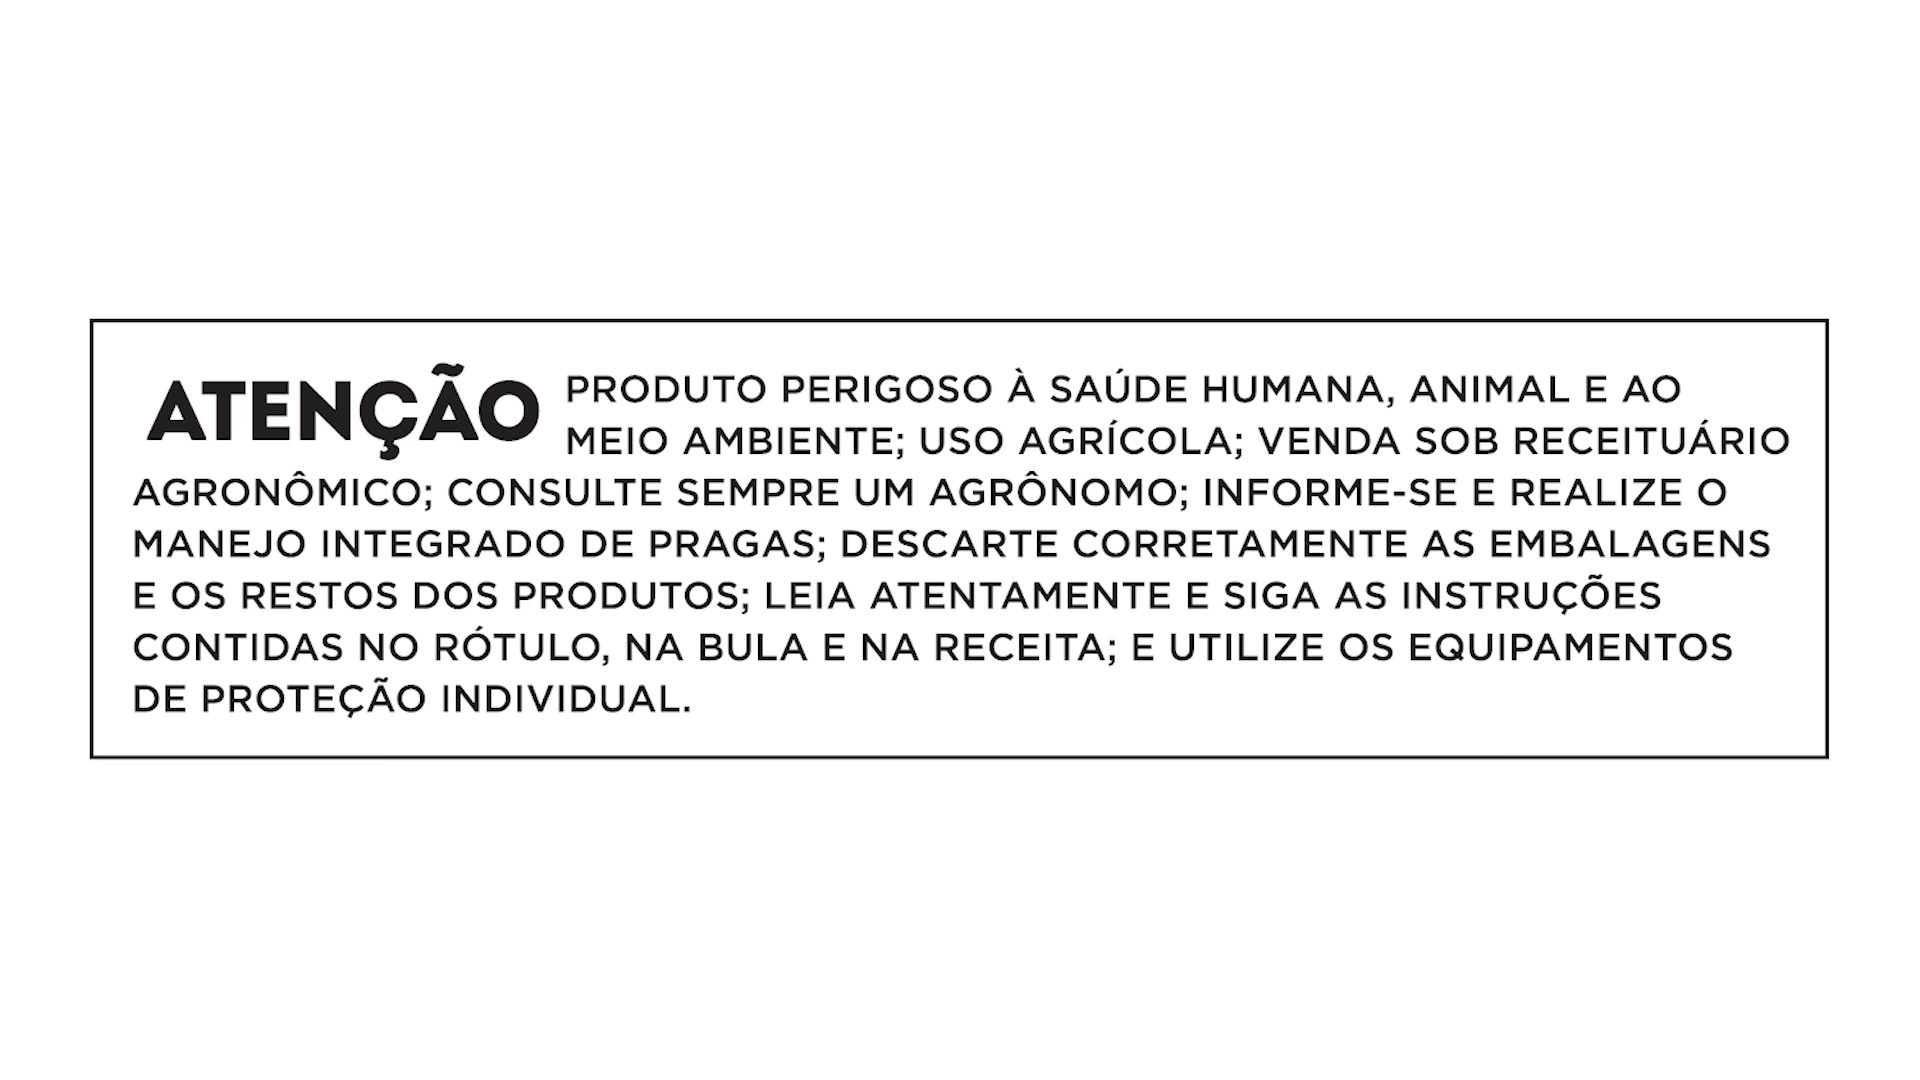 ATENÇÃO PRODUTO PERIGOSO À SAÚDE HUMANA, ANIMAL E AO
MEIO AMBIENTE; USO AGRÍCOLA; VENDA SOB RECEITUÁRIO
AGRONÔMICO; CONSULTE SEMPRE UM AGRÔNOMO; INFORME-SE E REALIZE O
MANEJO INTEGRADO DE PRAGAS; DESCARTE CORRETAMENTE AS EMBALAGENS
E OS RESTOS DOS PRODUTOS; LEIA ATENTAMENTE E SIGA AS INSTRUÇÕES
CONTIDAS NO RÓTULO, NA BULA E NA RECEITA; E UTILIZE OS EQUIPAMENTOS
DE PROTEÇÃO INDIVIDUAL.